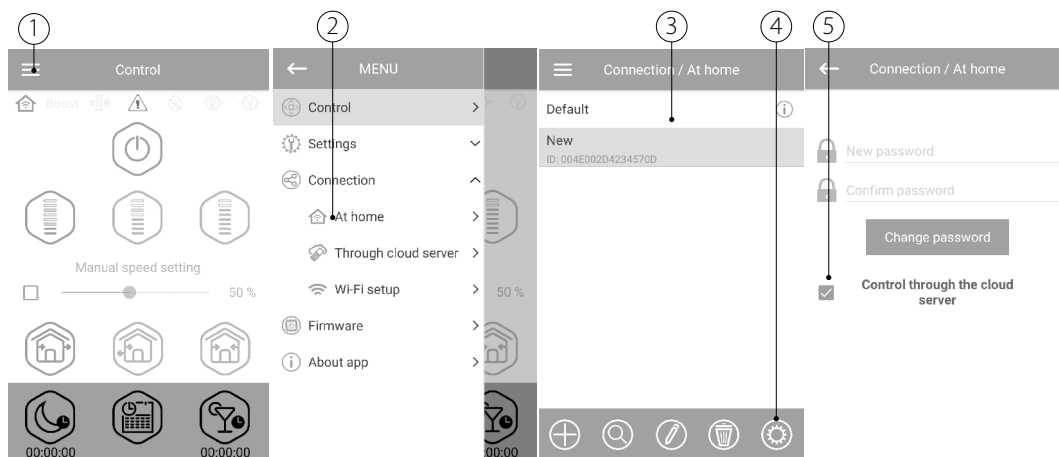 1
2
3
4
5
Control
Boost
Manual speed setting
50 %
00:00:00
00:00:00
MENU
Control
Settings
Connection
At home
Through cloud server
Wi-Fi setup
Firmware
About app
50 %
:00:00
Connection / At home
Default
New
ID: 004E002D4234570D
Connection / At home
New password
Confirm password
Change password
Control through the cloud
server